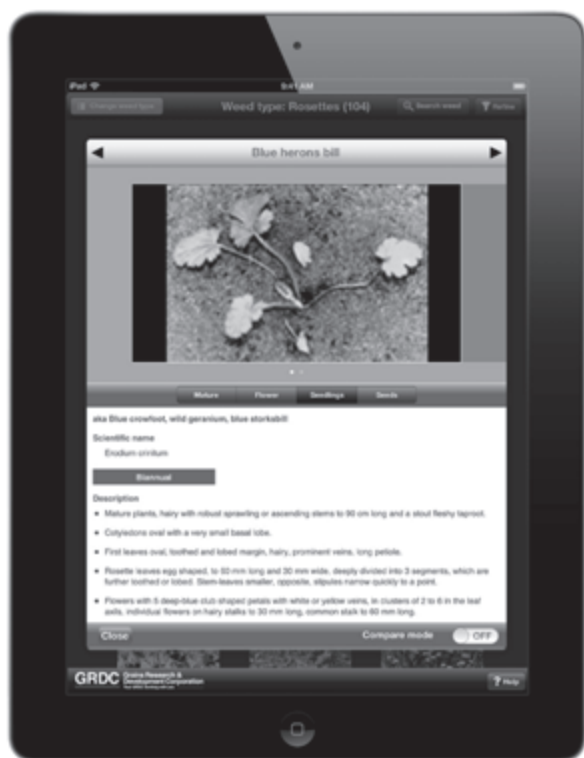 iPad
9:41 AM
Change weed type
Weed type: Rosettes (104)
Search weed
Refine
Blue herons bill
Mature
Flower
Seedlings
Seeds
aka Blue crowfoot, wild geranium, blue storksbill
Scientific name
Erodium crinitum
Biannual
Description
• Mature plants, hairy with robust sprawling or ascending stems to 90 cm long and a stout fleshy taproot.
• Cotyledons oval with a very small basal lobe.
• First leaves oval, toothed and lobed margin, hairy, prominent veins, long petiole.
• Rosette leaves egg shaped, to 50 mm long and 30 mm wide, deeply divided into 3 segments, which are
further toothed or lobed. Stem-leaves smaller, opposite, stipules narrow quickly to a point.
• Flowers with 5 deep-blue club shaped petals with white or yellow veins, in clusters of 2 to 6 in the leaf
axils, individual flowers on hairy stalks to 30 mm long, common stalk to 60 mm long.
Close
Compare mode
OFF
GRDC
Grains Research &
Development Corporation
? Help